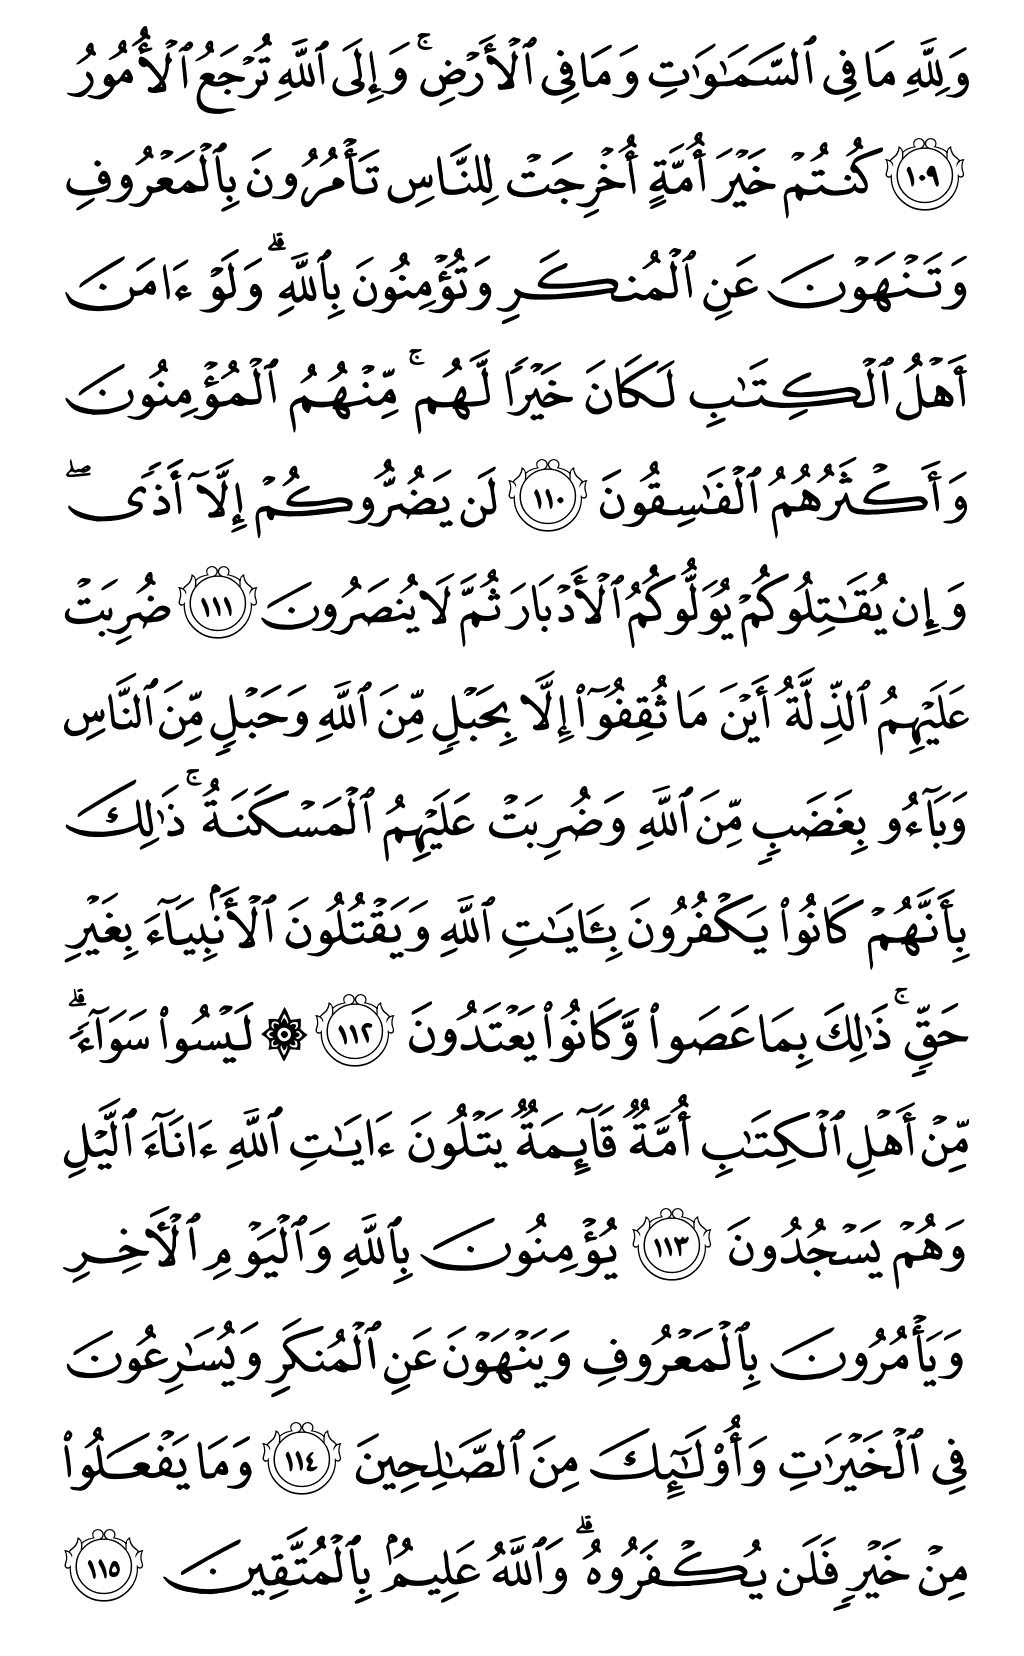 وَلِلَّهِ مَا فِي ٱلسَّمَٰوَٰتِ وَمَا فِي ٱلۡأَرۡضِۚ وَإِلَى ٱللَّهِ تُرۡجَعُ ٱلۡأُمُورُ
١٠٩ كُنتُمۡ خَيۡرَ أُمَّةٍ أُخۡرِجَتۡ لِلنَّاسِ تَأۡمُرُونَ بِٱلۡمَعۡرُوفِ
وَتَنۡهَوۡنَ عَنِ ٱلۡمُنكَرِ وَتُؤۡمِنُونَ بِٱللَّهِۗ وَلَوۡ ءَامَنَ
أَهۡلُ ٱلۡكِتَٰبِ لَكَانَ خَيۡرٗا لَّهُمۚ مِّنۡهُمُ ٱلۡمُؤۡمِنُونَ
وَأَكۡثَرُهُمُ ٱلۡفَٰسِقُونَ ١١٠ لَن يَضُرُّوكُمۡ إِلَّآ أَذٗىۖ
وَإِن يُقَٰتِلُوكُمۡ يُوَلُّوكُمُ ٱلۡأَدۡبَارَ ثُمَّ لَا يُنصَرُونَ ١١١ ضُرِبَتۡ
عَلَيۡهِمُ ٱلذِّلَّةُ أَيۡنَ مَا ثُقِفُوٓاْ إِلَّا بِحَبۡلٖ مِّنَ ٱللَّهِ وَحَبۡلٖ مِّنَ ٱلنَّاسِ
وَبَآءُو بِغَضَبٖ مِّنَ ٱللَّهِ وَضُرِبَتۡ عَلَيۡهِمُ ٱلۡمَسۡكَنَةُۚ ذَٰلِكَ
بِأَنَّهُمۡ كَانُواْ يَكۡفُرُونَ بِـَٔايَٰتِ ٱللَّهِ وَيَقۡتُلُونَ ٱلۡأَنۢبِيَآءَ بِغَيۡرِ
حَقّٖۚ ذَٰلِكَ بِمَا عَصَواْ وَّكَانُواْ يَعۡتَدُونَ ١١٢ ۞ لَيۡسُواْ سَوَآءٗۗ
مِّنۡ أَهۡلِ ٱلۡكِتَٰبِ أُمَّةٞ قَآئِمَةٞ يَتۡلُونَ ءَايَٰتِ ٱللَّهِ ءَانَآءَ ٱلَّيۡلِ
وَهُمۡ يَسۡجُدُونَ ١١٣ يُؤۡمِنُونَ بِٱللَّهِ وَٱلۡيَوۡمِ ٱلۡأٓخِرِ
وَيَأۡمُرُونَ بِٱلۡمَعۡرُوفِ وَيَنۡهَوۡنَ عَنِ ٱلۡمُنكَرِ وَيُسَٰرِعُونَ
فِي ٱلۡخَيۡرَٰتِ وَأُوْلَٰٓئِكَ مِنَ ٱلصَّٰلِحِينَ ١١٤ وَمَا يَفۡعَلُواْ
مِنۡ خَيۡرٖ فَلَن يُكۡفَرُوهُۗ وَٱللَّهُ عَلِيمُۢ بِٱلۡمُتَّقِينَ ١١٥